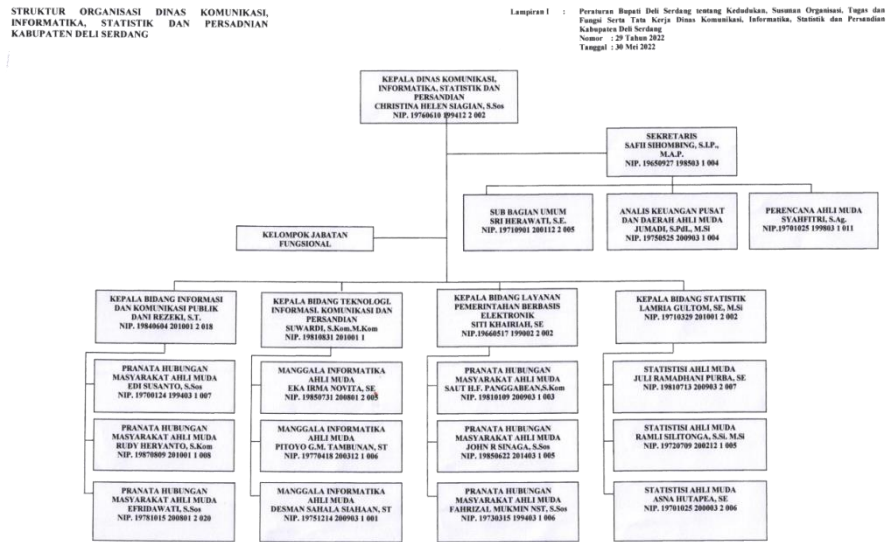 STRUKTUR ORGANISASI DINAS KOMUNIKASI,
INFORMATIKA, STATISTIK DAN PERSADNIAN
KABUPATEN DELI SERDANG
Lampiran I : Peraturan Bupati Deli Serdang tentang Kedudukan, Susunan Organisasi, Tugas dan
Fungsi Serta Tata Kerja Dinas Komunikasi, Informatika, Statistik dan Persandian
Kabupaten Deli Serdang
Nomor : 29 Tahun 2022
Tanggal : 30 Mei 2022
KEPALA DINAS KOMUNIKASI,
INFORMATIKA, STATISTIK DAN
PERSANDIAN
CHRISTINA HELEN SIAGIAN, S.Sos
NIP. 19760610 199412 2 002
SEKRETARIS
SAFII SIHOMBING, S.I.P.,
M.A.P.
NIP. 19650927 198503 1 004
SUB BAGIAN UMUM
SRI HERAWATI, S.E.
NIP. 19710901 200112 2 005
ANALIS KEUANGAN PUSAT
DAN DAERAH AHLI MUDA
JUMADI, S.PdI., M.Si
NIP. 19750525 200903 1 004
PERENCANA AHLI MUDA
SYAHFITRI, S.Ag.
NIP.19701025 199803 1 011
KELOMPOK JABATAN
FUNGSIONAL
KEPALA BIDANG INFORMASI
DAN KOMUNIKASI PUBLIK
DANI REZEKI, S.T.
NIP. 19840604 201001 2 018
PRANATA HUBUNGAN
MASYARAKAT AHLI MUDA
EDI SUSANTO, S.Sos
NIP. 19700124 199403 1 007
PRANATA HUBUNGAN
MASYARAKAT AHLI MUDA
RUDY HERYANTO, S.Kom
NIP. 19870809 201001 1 008
PRANATA HUBUNGAN
MASYARAKAT AHLI MUDA
EFRIDAWATI, S.Sos
NIP. 19781015 200801 2 020
KEPALA BIDANG TEKNOLOGI,
INFORMASI. KOMUNIKASI DAN
PERSANDIAN
SUWARDI, S.Kom.M.Kom
NIP. 19810831 201001 1
MANGGALA INFORMATIKA
AHLI MUDA
EKA IRMA NOVITA, SE
NIP. 19850731 200801 2 003
MANGGALA INFORMATIKA
AHLI MUDA
PITOYO G.M. TAMBUNAN, ST
NIP. 19770418 200312 1 006
MANGGALA INFORMATIKA
AHLI MUDA
DESMAN SAHALA SIAHAAN, ST
NIP. 19751214 200903 1 001
KEPALA BIDANG LAYANAN
PEMERINTAHAN BERBASIS
ELEKTRONIK
SITI KHAIRIAH, SE
NIP.19660517 199002 2 002
PRANATA HUBUNGAN
MASYARAKAT AHLI MUDA
SAUT H.F. PANGGABEAN,S.Kom
NIP. 19810109 200903 1 003
PRANATA HUBUNGAN
MASYARAKAT AHLI MUDA
JOHN R SINAGA, S.Sos
NIP. 19850622 201403 1 005
PRANATA HUBUNGAN
MASYARAKAT AHLI MUDA
FAHRIZAL MUKMIN NST, S.Sos
NIP. 19730315 199403 1 006
KEPALA BIDANG STATISTIK
LAMRIA GULTOM, SE, M.Si
NIP. 19710329 201001 2 002
STATISTISI AHLI MUDA
JULI RAMADHANI PURBA, SE
NIP. 19810713 200903 2 007
STATISTISI AHLI MUDA
RAMLI SILITONGA, S.Si. M.Si
NIP. 19720709 200212 1 005
STATISTISI AHLI MUDA
ASNA HUTAPEA, SE
NIP. 19701025 200003 2 006